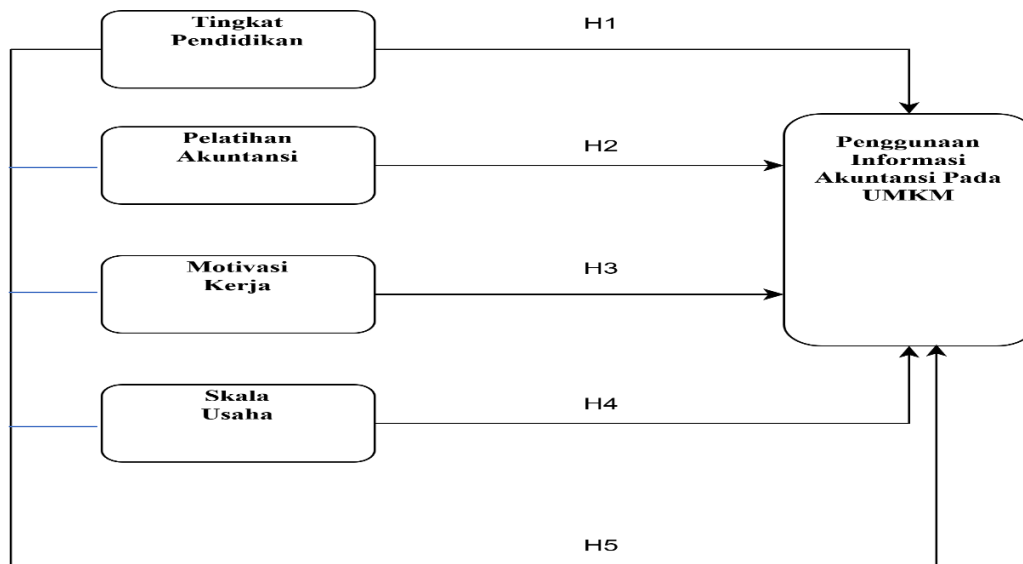 Tingkat
Pendidikan
H1
Pelatihan
Akuntansi
H2
Penggunaan
Informasi
Akuntansi Pada
UMKM
Motivasi
Kerja
H3
Skala
Usaha
H4
H5